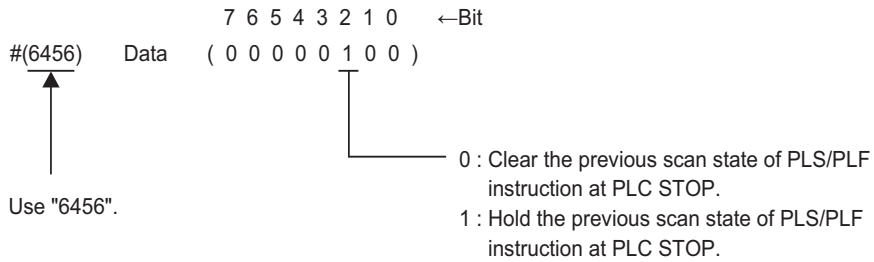 7 6 5 4 3 2 1 0 ←Bit
#(6456) Data ( 0 0 0 0 0 1 0 0 )
0 : Clear the previous scan state of PLS/PLF
instruction at PLC STOP.
Use "6456".
1 : Hold the previous scan state of PLS/PLF
instruction at PLC STOP.